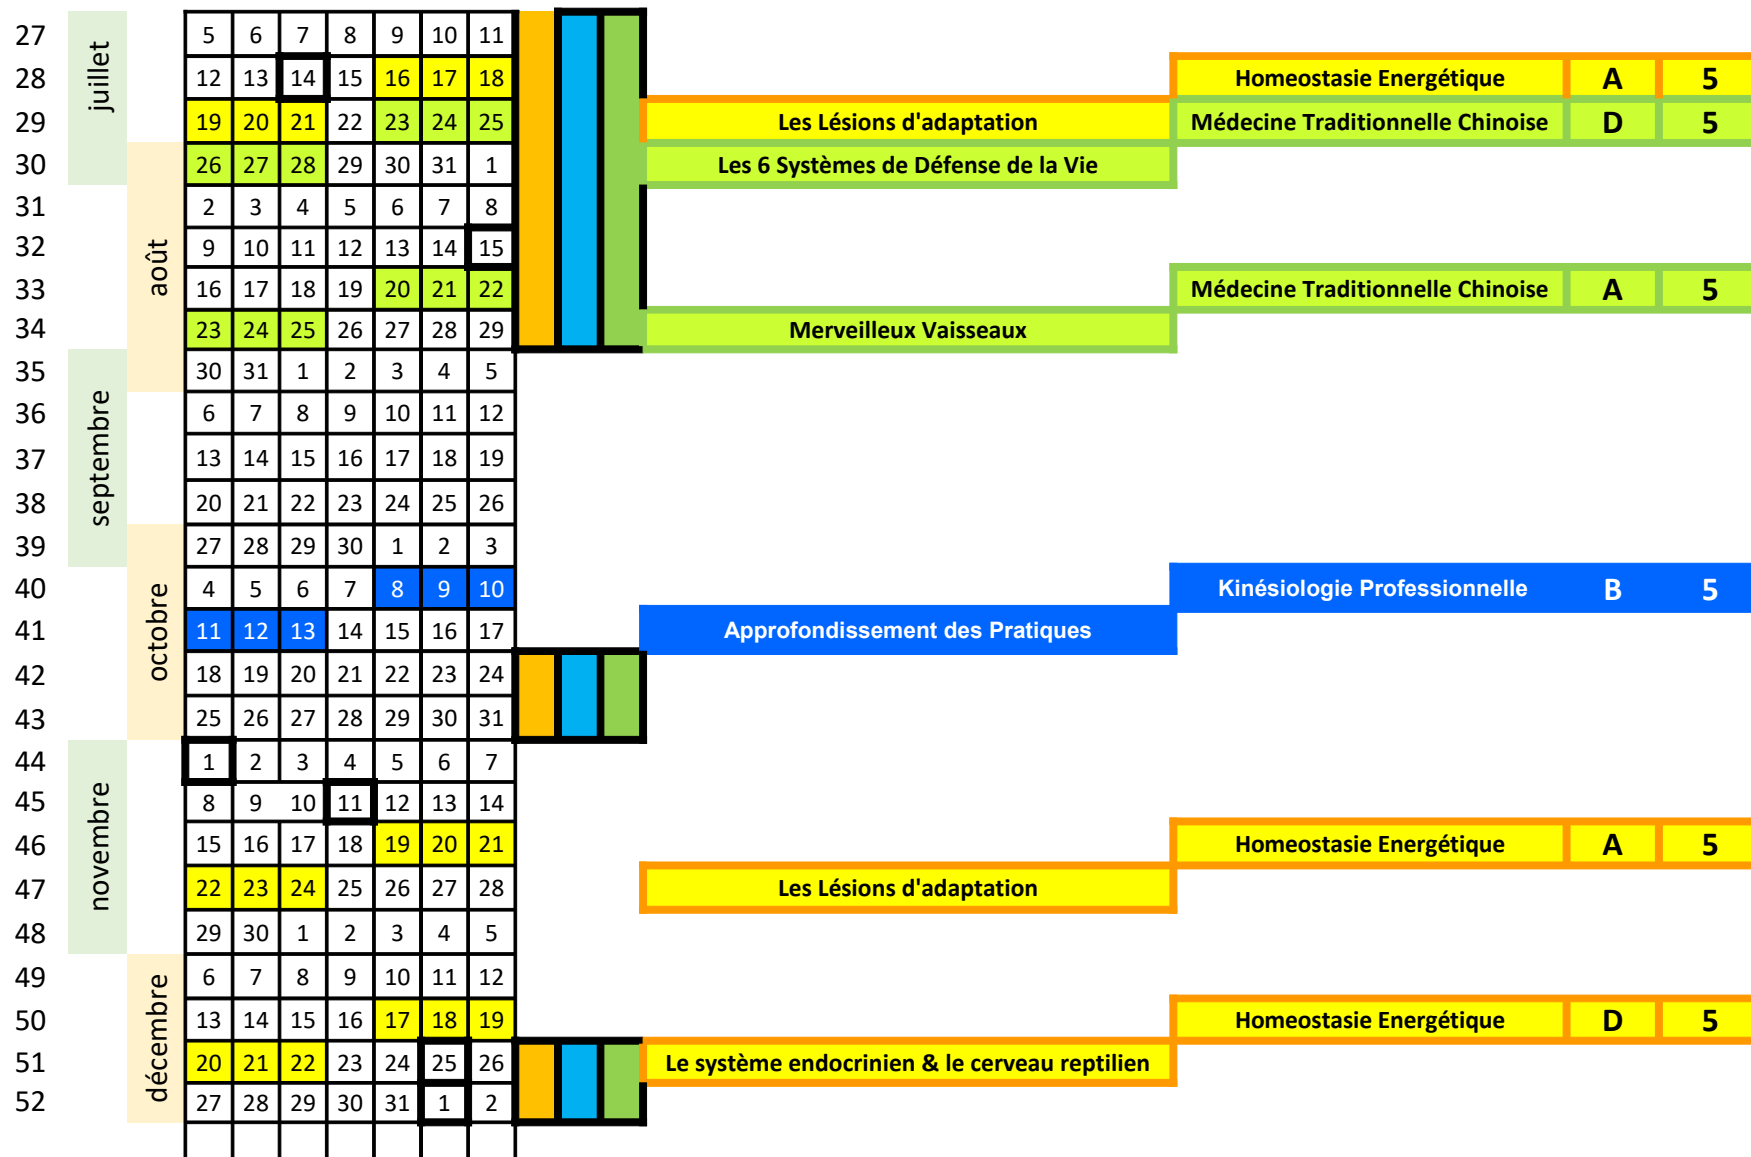 27 juillet 5 6 7 8 9 10 11
28 12 13 14 15 16 17 18 Homeostasie Energétique A 5
29 19 20 21 22 23 24 25 Les Lésions d'adaptation Médecine Traditionnelle Chinoise D 5
30 août 26 27 28 29 30 31 1 Les 6 Systèmes de Défense de la Vie
31 2 3 4 5 6 7 8
32 9 10 11 12 13 14 15
33 16 17 18 19 20 21 22 Médecine Traditionnelle Chinoise A 5
34 23 24 25 26 27 28 29 Merveilleux Vaisseaux
35 septembre 30 31 1 2 3 4 5
36 6 7 8 9 10 11 12
37 13 14 15 16 17 18 19
38 20 21 22 23 24 25 26
39 octobre 27 28 29 30 1 2 3
40 4 5 6 7 8 9 10 Kinésiologie Professionnelle B 5
41 11 12 13 14 15 16 17 Approfondissement des Pratiques
42 18 19 20 21 22 23 24
43 25 26 27 28 29 30 31
44 novembre 1 2 3 4 5 6 7
45 8 9 10 11 12 13 14
46 15 16 17 18 19 20 21 Homeostasie Energétique A 5
47 22 23 24 25 26 27 28 Les Lésions d'adaptation
48 29 30 1 2 3 4 5
49 décembre 6 7 8 9 10 11 12
50 13 14 15 16 17 18 19 Homeostasie Energétique D 5
51 20 21 22 23 24 25 26 Le système endocrinien & le cerveau reptilien
52 27 28 29 30 31 1 2